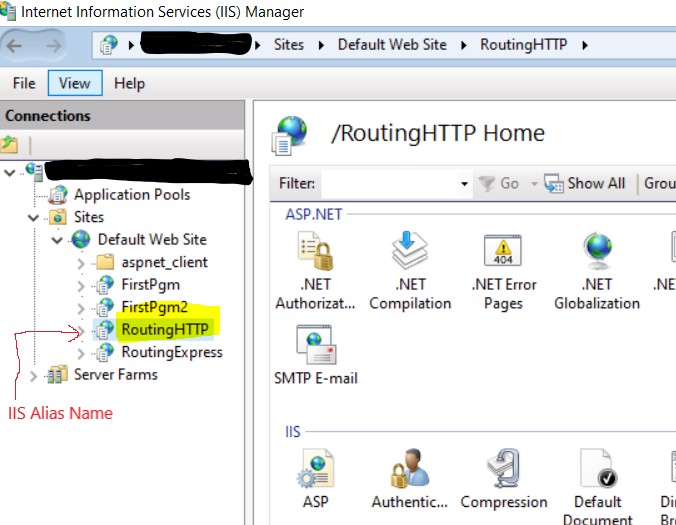 Internet Information Services (IIS) Manager
Sites Default Web Site RoutingHTTP
File View Help
Connections
Application Pools
Sites
Default Web Site
aspnet_client
FirstPgm
FirstPgm2
RoutingHTTP
RoutingExpress
Server Farms
IIS Alias Name
/RoutingHTTP Home
Filter: Go Show All Grou
ASP.NET
.NET .NET .NET Error .NET .NE
Authorizat... Compilation Pages Globalization
SMTP E-mail
IIS
404
ASP Authentic... Compression Default Di
Document Brow